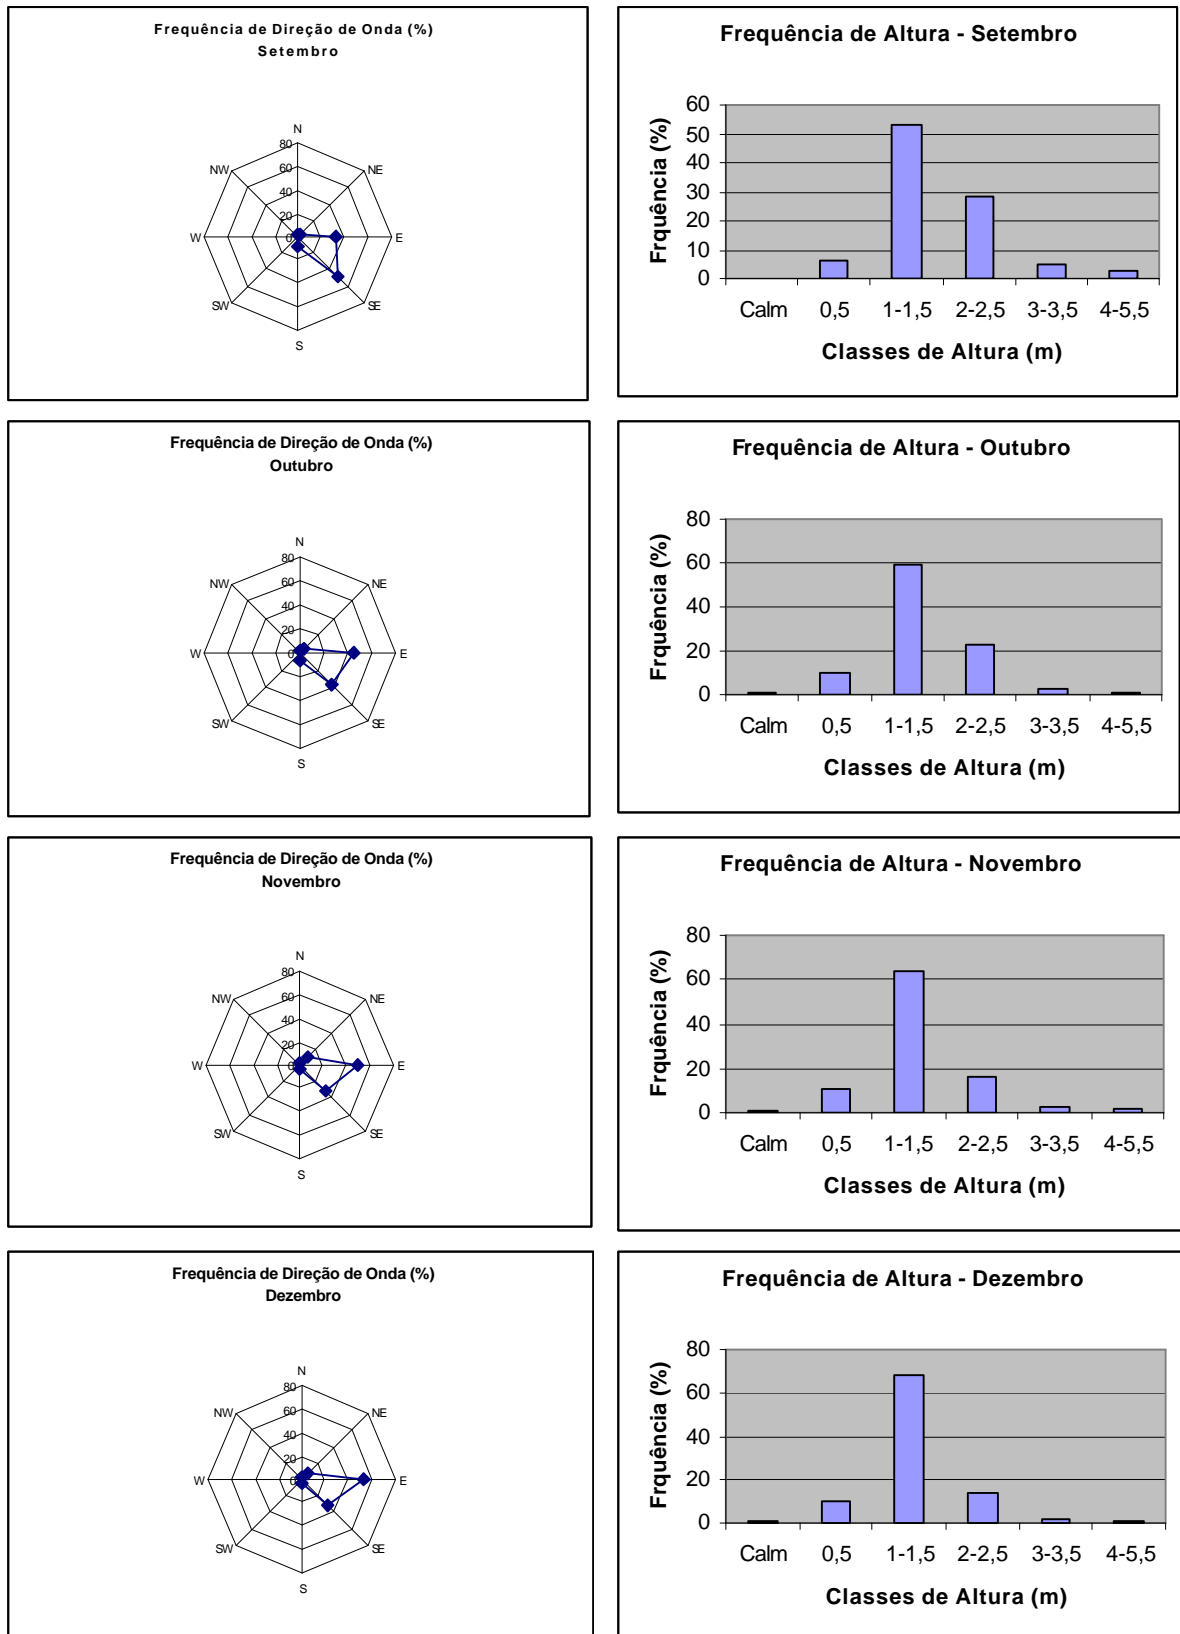 Frequência de Direção de Onda (%)
Setembro
N
80
NW
NE
60
40
20
W
0
E
SW
SE
S
Frequência de Altura - Setembro
Frquência (%)
60
50
40
30
20
10
0
Calm 0,5 1-1,5 2-2,5 3-3,5 4-5,5
Classes de Altura (m)
Frequência de Direção de Onda (%)
Outubro
N
80
NW
NE
60
40
20
W
0
E
SW
SE
S
Frequência de Altura - Outubro
Frquência (%)
80
60
40
20
0
Calm 0,5 1-1,5 2-2,5 3-3,5 4-5,5
Classes de Altura (m)
Frequência de Direção de Onda (%)
Novembro
N
80
NW
NE
60
40
20
W
0
E
SW
SE
S
Frequência de Altura - Novembro
Frquência (%)
80
60
40
20
0
Calm 0,5 1-1,5 2-2,5 3-3,5 4-5,5
Classes de Altura (m)
Frequência de Direção de Onda (%)
Dezembro
N
80
NW
NE
60
40
20
W
0
E
SW
SE
S
Frequência de Altura - Dezembro
Frquência (%)
80
60
40
20
0
Calm 0,5 1-1,5 2-2,5 3-3,5 4-5,5
Classes de Altura (m)